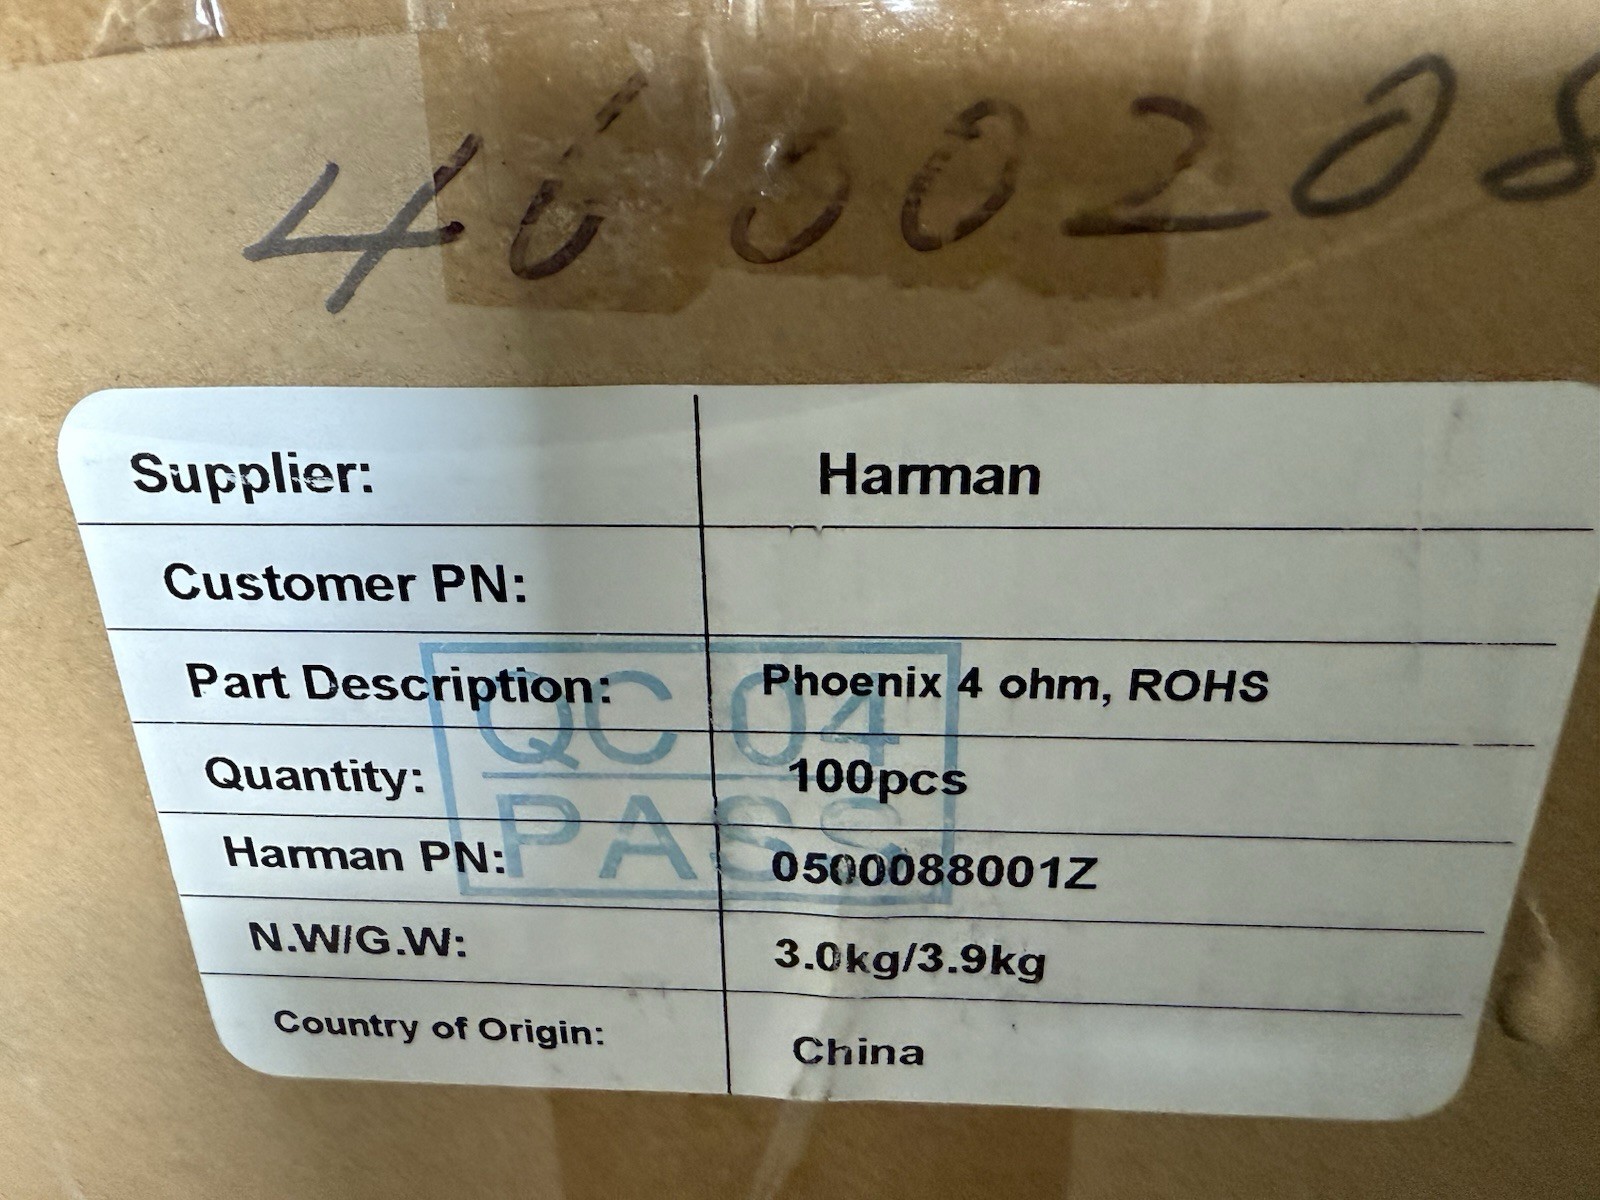 4600208
Supplier: Harman
Customer PN:
Part Description: Phoenix 4 ohm, ROHS
QC 04
Quantity: 100pcs
PASS
Harman PN: 0500088001Z
N.W/G.W: 3.0kg/3.9kg
Country of Origin: China